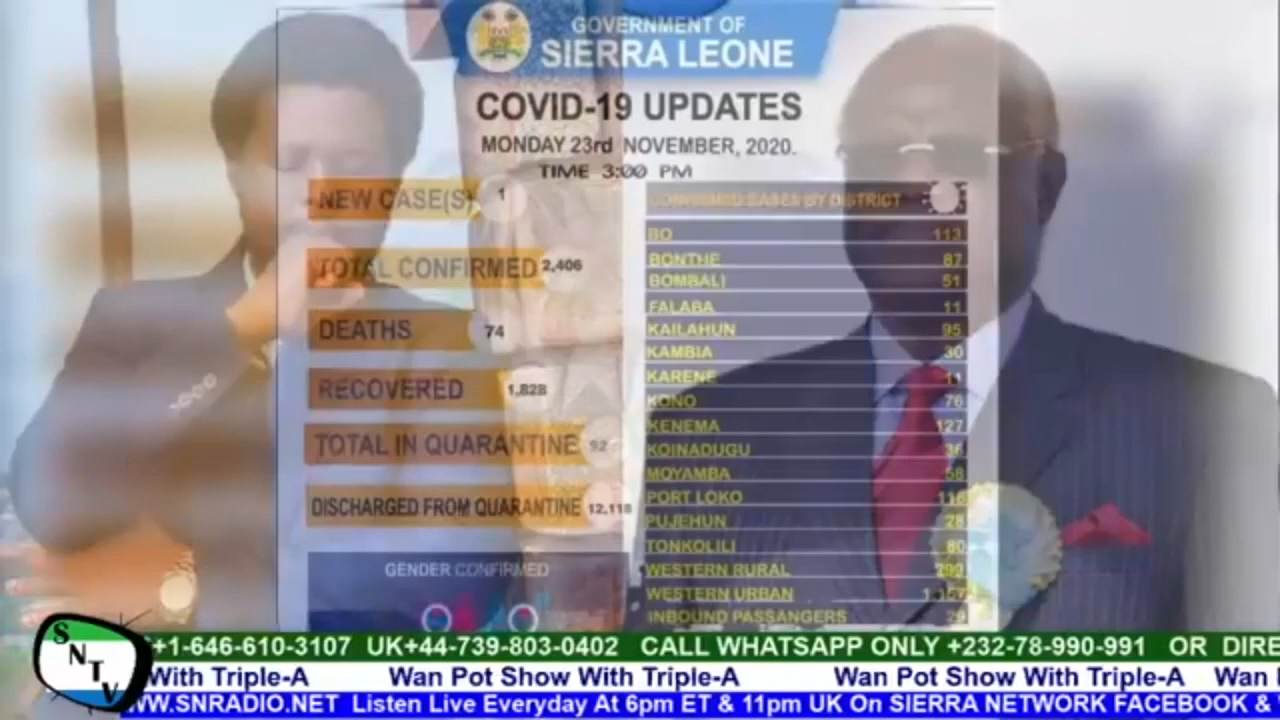 GOVERNMENT OF
SIERRA LEONE
COVID-19 UPDATES
MONDAY 23rd NOVEMBER, 2020.
TIME 3:00 PM
NEW CASE(S) 1
TOTAL CONFIRMED 2,406
DEATHS 74
RECOVERED 1,828
TOTAL IN QUARANTINE 92
DISCHARGED FROM QUARANTINE 12,118
GENDER CONFIRMED
CONFIRMED CASES BY DISTRICT
BO 113
BONTHE 87
BOMBALI 51
FALABA 11
KAILAHUN 95
KAMBIA 30
KARENE
KONO 76
KENEMA 127
KOINADUGU
MOYAMBA 58
PORT LOKO
PUJEHUN 28
TONKOLILI 80
WESTERN RURAL
WESTERN URBAN
INBOUND PASSANGERS
SNTV
+1-646-610-3107 UK+44-739-803-0402 CALL WHATSAPP ONLY +232-78-990-991 OR DIRE
With Triple-A Wan Pot Show With Triple-A Wan Pot Show With Triple-A Wan
WW.SNRADIO.NET Listen Live Everyday At 6pm ET & 11pm UK On SIERRA NETWORK FACEBOOK &